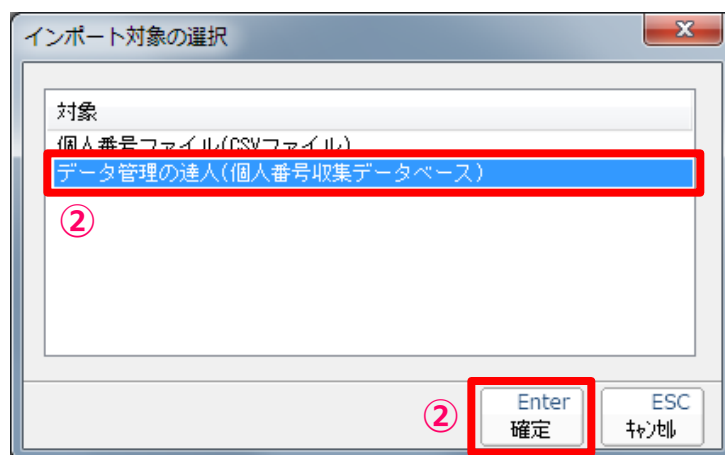 インポート対象の選択
対象
個人番号ファイル(CSVファイル)
データ管理の達人(個人番号収集データベース)
②
②
Enter
確定
ESC
ｷｬﾝｾﾙ